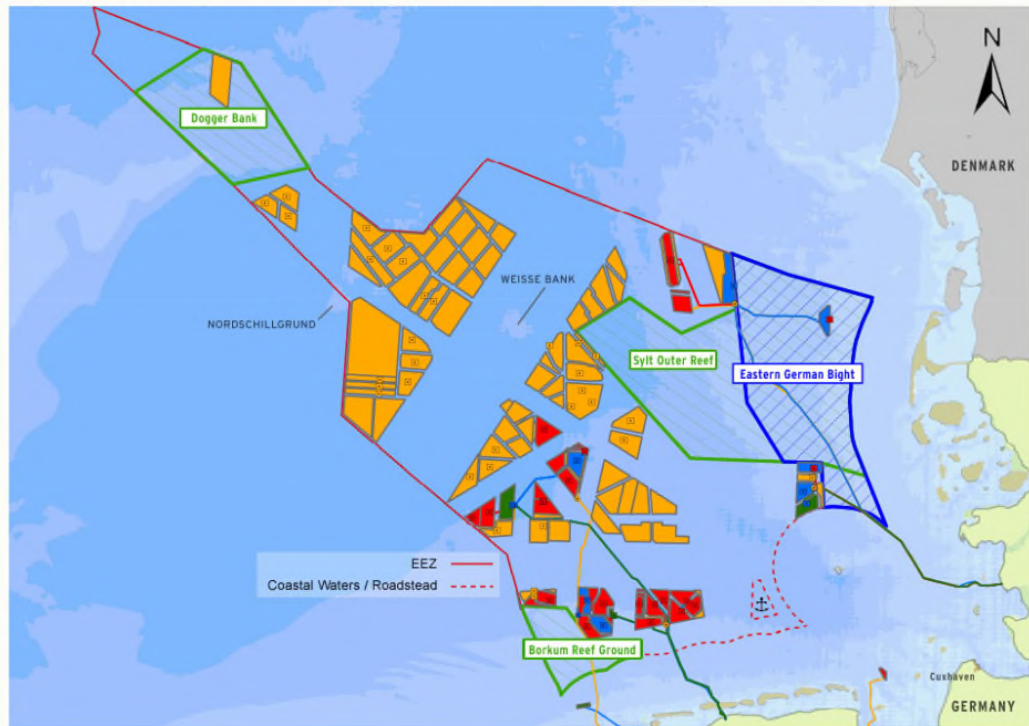 N
Dogger Bank
DENMARK
WEISSE BANK
NORDSCHILLGRUND
Sylt Outer Reef
Eastern German Bight
EEZ
Coastal Waters / Roadstead
Borkum Reef Ground
Cuxhaven
GERMANY